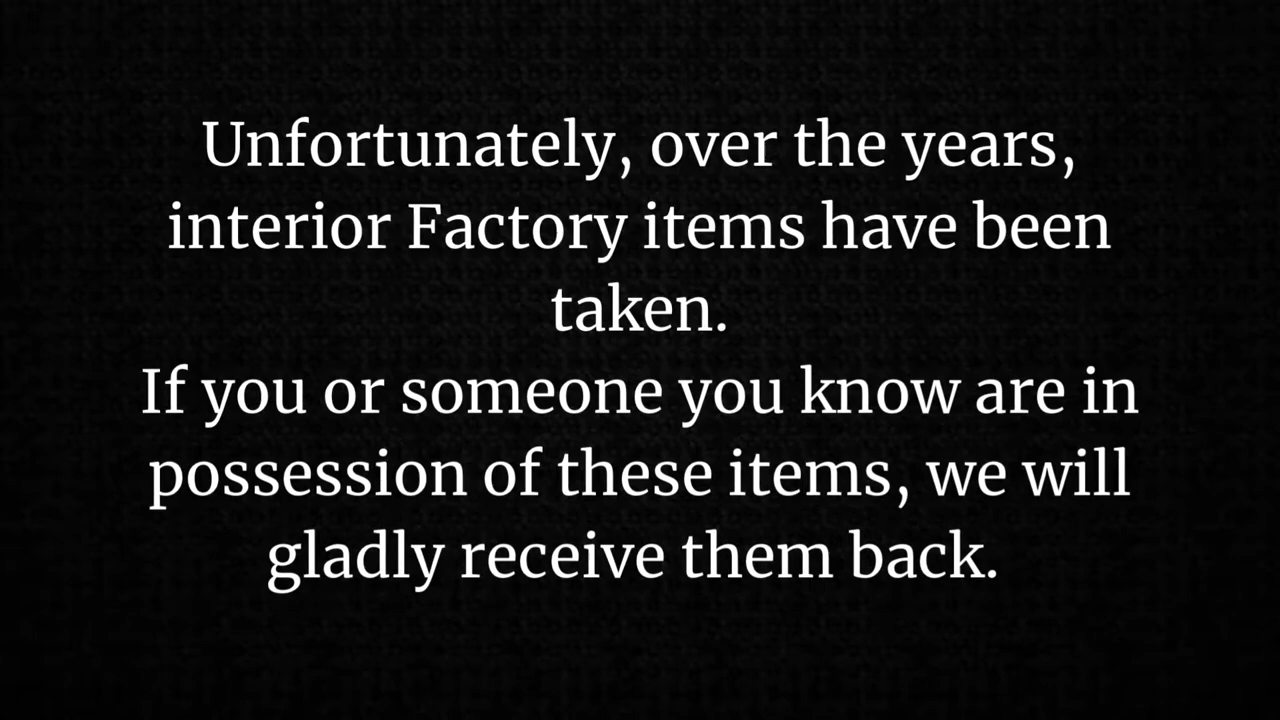 Unfortunately, over the years,
interior Factory items have been
taken.
If you or someone you know are in
possession of these items, we will
gladly receive them back.